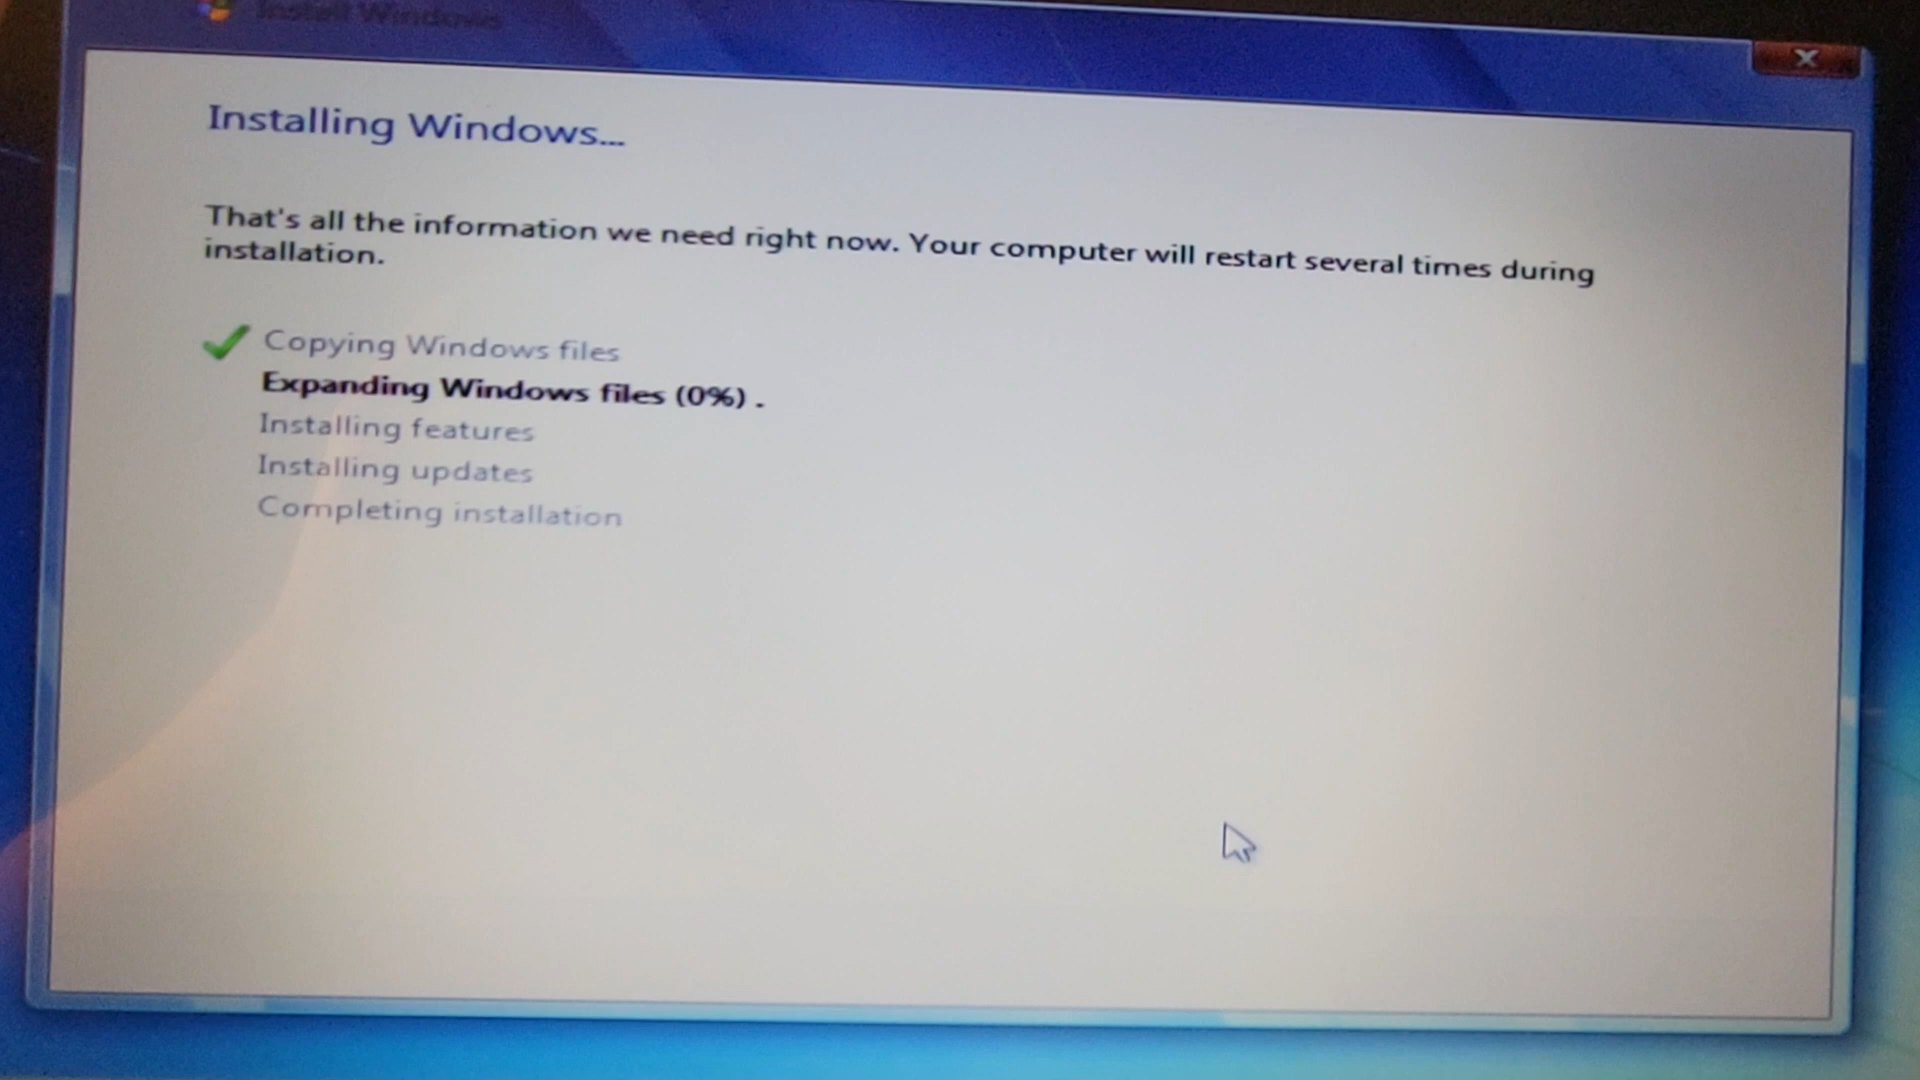 Install Windows
Installing Windows...
That's all the information we need right now. Your computer will restart several times during
installation.
Copying Windows files
Expanding Windows files (0%) .
Installing features
Installing updates
Completing installation